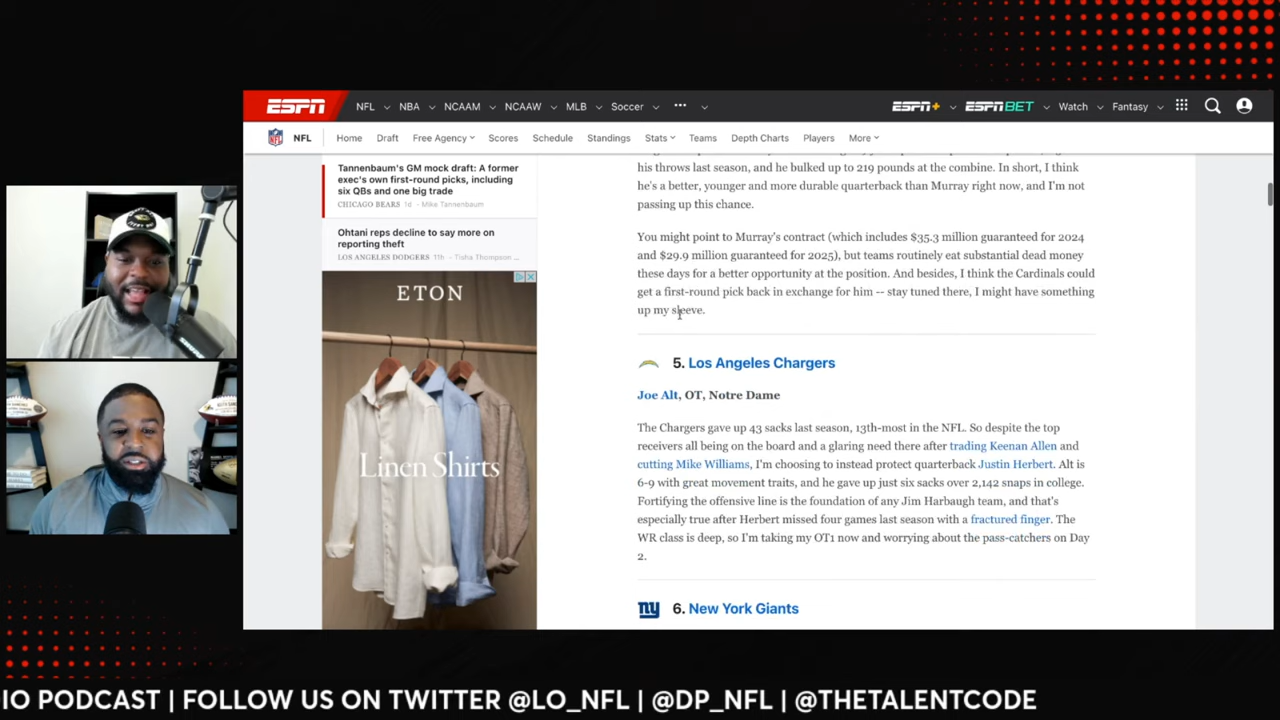 ESPN
NFL
NBA
NCAAM
NCAAW
MLB
Soccer
•••
ESPN+
ESPN BET
Watch
Fantasy
NFL
Home
Draft
Free Agency
Scores
Schedule
Standings
Stats
Teams
Depth Charts
Players
More
Tannenbaum's GM mock draft: A former
exec's own first-round picks, including
six QBs and one big trade
CHICAGO BEARS 1d - Mike Tannenbaum
Ohtani reps decline to say more on
reporting theft
LOS ANGELES DODGERS 11h - Tisha Thompson ...
ETON
Linen Shirts
his throws last season, and he bulked up to 219 pounds at the combine. In short, I think
he's a better, younger and more durable quarterback than Murray right now, and I'm not
passing up this chance.
You might point to Murray's contract (which includes $35.3 million guaranteed for 2024
and $29.9 million guaranteed for 2025), but teams routinely eat substantial dead money
these days for a better opportunity at the position. And besides, I think the Cardinals could
get a first-round pick back in exchange for him -- stay tuned there, I might have something
up my sleeve.
5. Los Angeles Chargers
Joe Alt, OT, Notre Dame
The Chargers gave up 43 sacks last season, 13th-most in the NFL. So despite the top
receivers all being on the board and a glaring need there after trading Keenan Allen and
cutting Mike Williams, I'm choosing to instead protect quarterback Justin Herbert. Alt is
6-9 with great movement traits, and he gave up just six sacks over 2,142 snaps in college.
Fortifying the offensive line is the foundation of any Jim Harbaugh team, and that's
especially true after Herbert missed four games last season with a fractured finger. The
WR class is deep, so I'm taking my OT1 now and worrying about the pass-catchers on Day
2.
ny
6. New York Giants
IO PODCAST | FOLLOW US ON TWITTER @LO_NFL | @DP_NFL | @THETALENTCODE